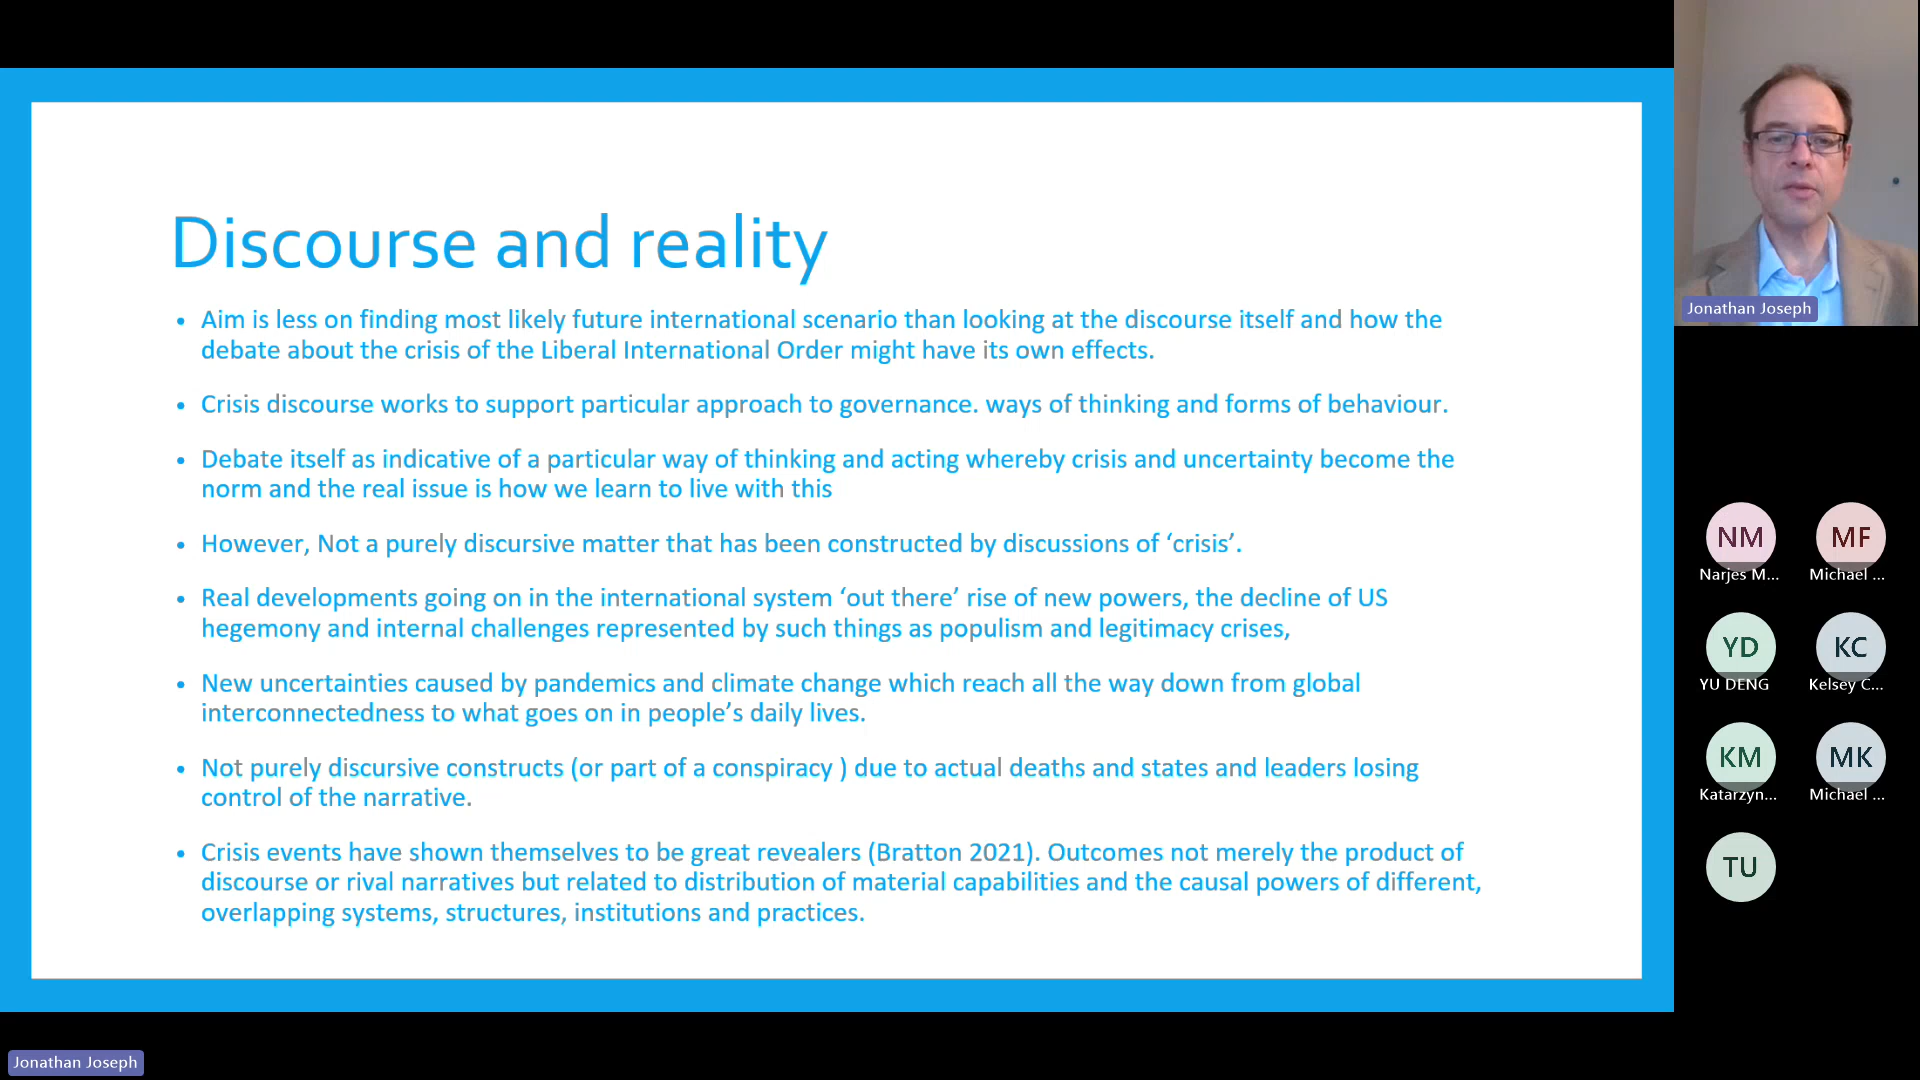 Discourse and reality
• Aim is less on finding most likely future international scenario than looking at the discourse itself and how the
debate about the crisis of the Liberal International Order might have its own effects.
• Crisis discourse works to support particular approach to governance. ways of thinking and forms of behaviour.
• Debate itself as indicative of a particular way of thinking and acting whereby crisis and uncertainty become the
norm and the real issue is how we learn to live with this
• However, Not a purely discursive matter that has been constructed by discussions of ‘crisis’.
• Real developments going on in the international system ‘out there’ rise of new powers, the decline of US
hegemony and internal challenges represented by such things as populism and legitimacy crises,
• New uncertainties caused by pandemics and climate change which reach all the way down from global
interconnectedness to what goes on in people’s daily lives.
• Not purely discursive constructs (or part of a conspiracy ) due to actual deaths and states and leaders losing
control of the narrative.
• Crisis events have shown themselves to be great revealers (Bratton 2021). Outcomes not merely the product of
discourse or rival narratives but related to distribution of material capabilities and the causal powers of different,
overlapping systems, structures, institutions and practices.
Jonathan Joseph
NM
Narjes M...
MF
Michael ...
YD
YU DENG
KC
Kelsey C...
KM
Katarzyn...
MK
Michael ...
TU
Jonathan Joseph